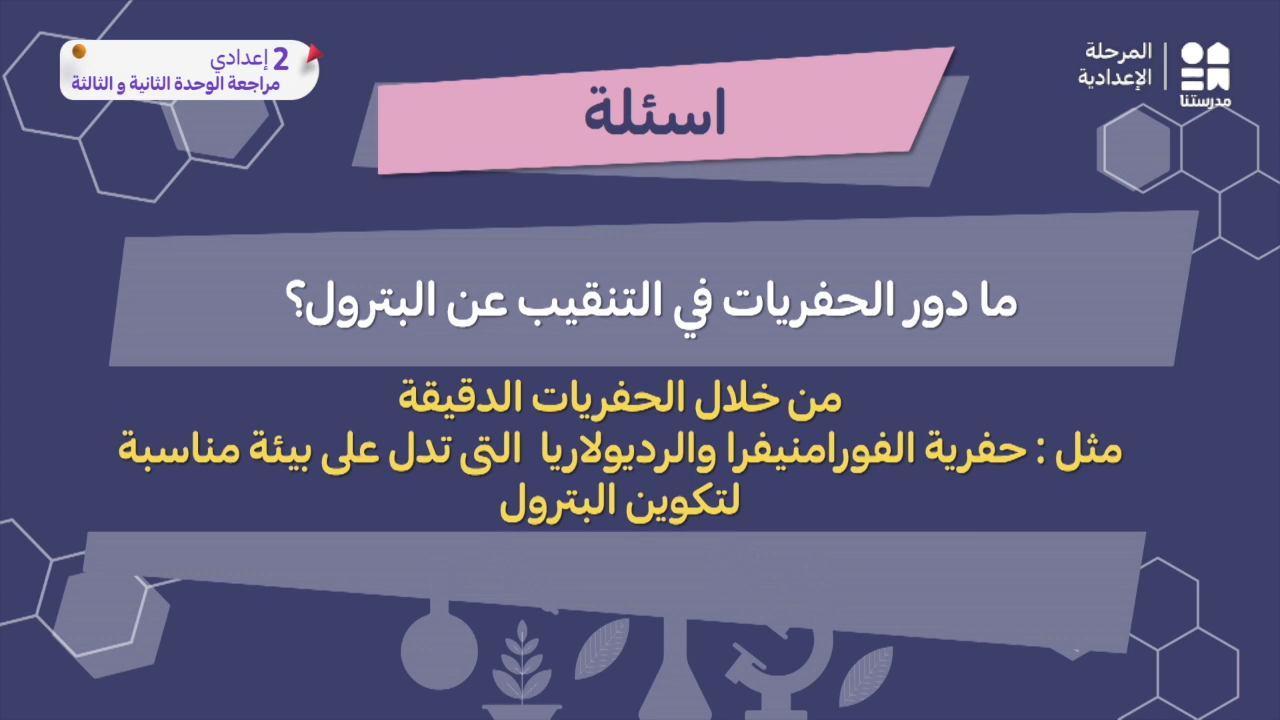 المرحلة
الإعدادية
مدرستنا
2 إعدادي
مراجعة الوحدة الثانية و الثالثة
اسئلة
ما دور الحفريات في التنقيب عن البترول؟
من خلال الحفريات الدقيقة
مثل : حفرية الفورامنيفرا والرديولاريا التى تدل على بيئة مناسبة
لتكوين البترول